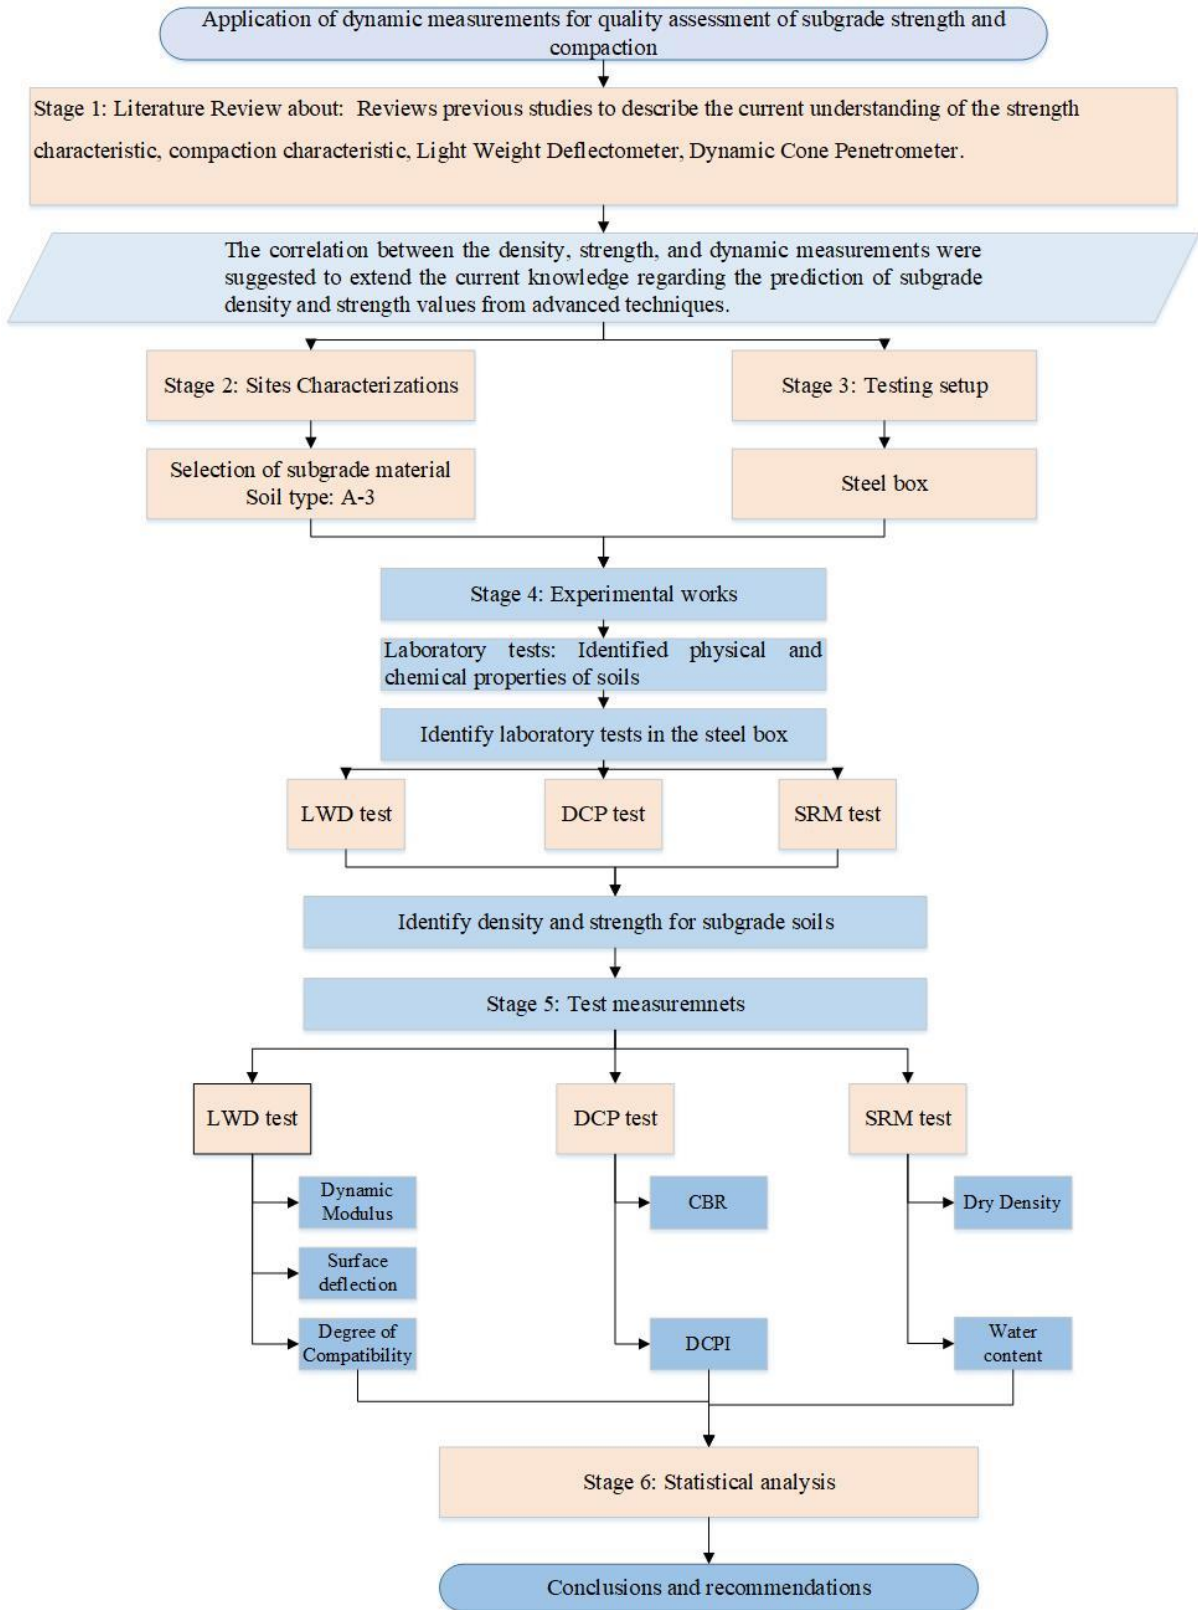 Application of dynamic measurements for quality assessment of subgrade strength and
compaction
Stage 1: Literature Review about: Reviews previous studies to describe the current understanding of the strength
characteristic, compaction characteristic, Light Weight Deflectometer, Dynamic Cone Penetrometer.
The correlation between the density, strength, and dynamic measurements were
suggested to extend the current knowledge regarding the prediction of subgrade
density and strength values from advanced techniques.
Stage 2: Sites Characterizations
Stage 3: Testing setup
Selection of subgrade material
Soil type: A-3
Steel box
Stage 4: Experimental works
Laboratory tests: Identified physical and
chemical properties of soils
Identify laboratory tests in the steel box
LWD test
DCP test
SRM test
Identify density and strength for subgrade soils
Stage 5: Test measuremnets
LWD test
DCP test
SRM test
Dynamic
Modulus
CBR
Dry Density
Surface
deflection
Degree of
Compatibility
DCPI
Water
content
Stage 6: Statistical analysis
Conclusions and recommendations